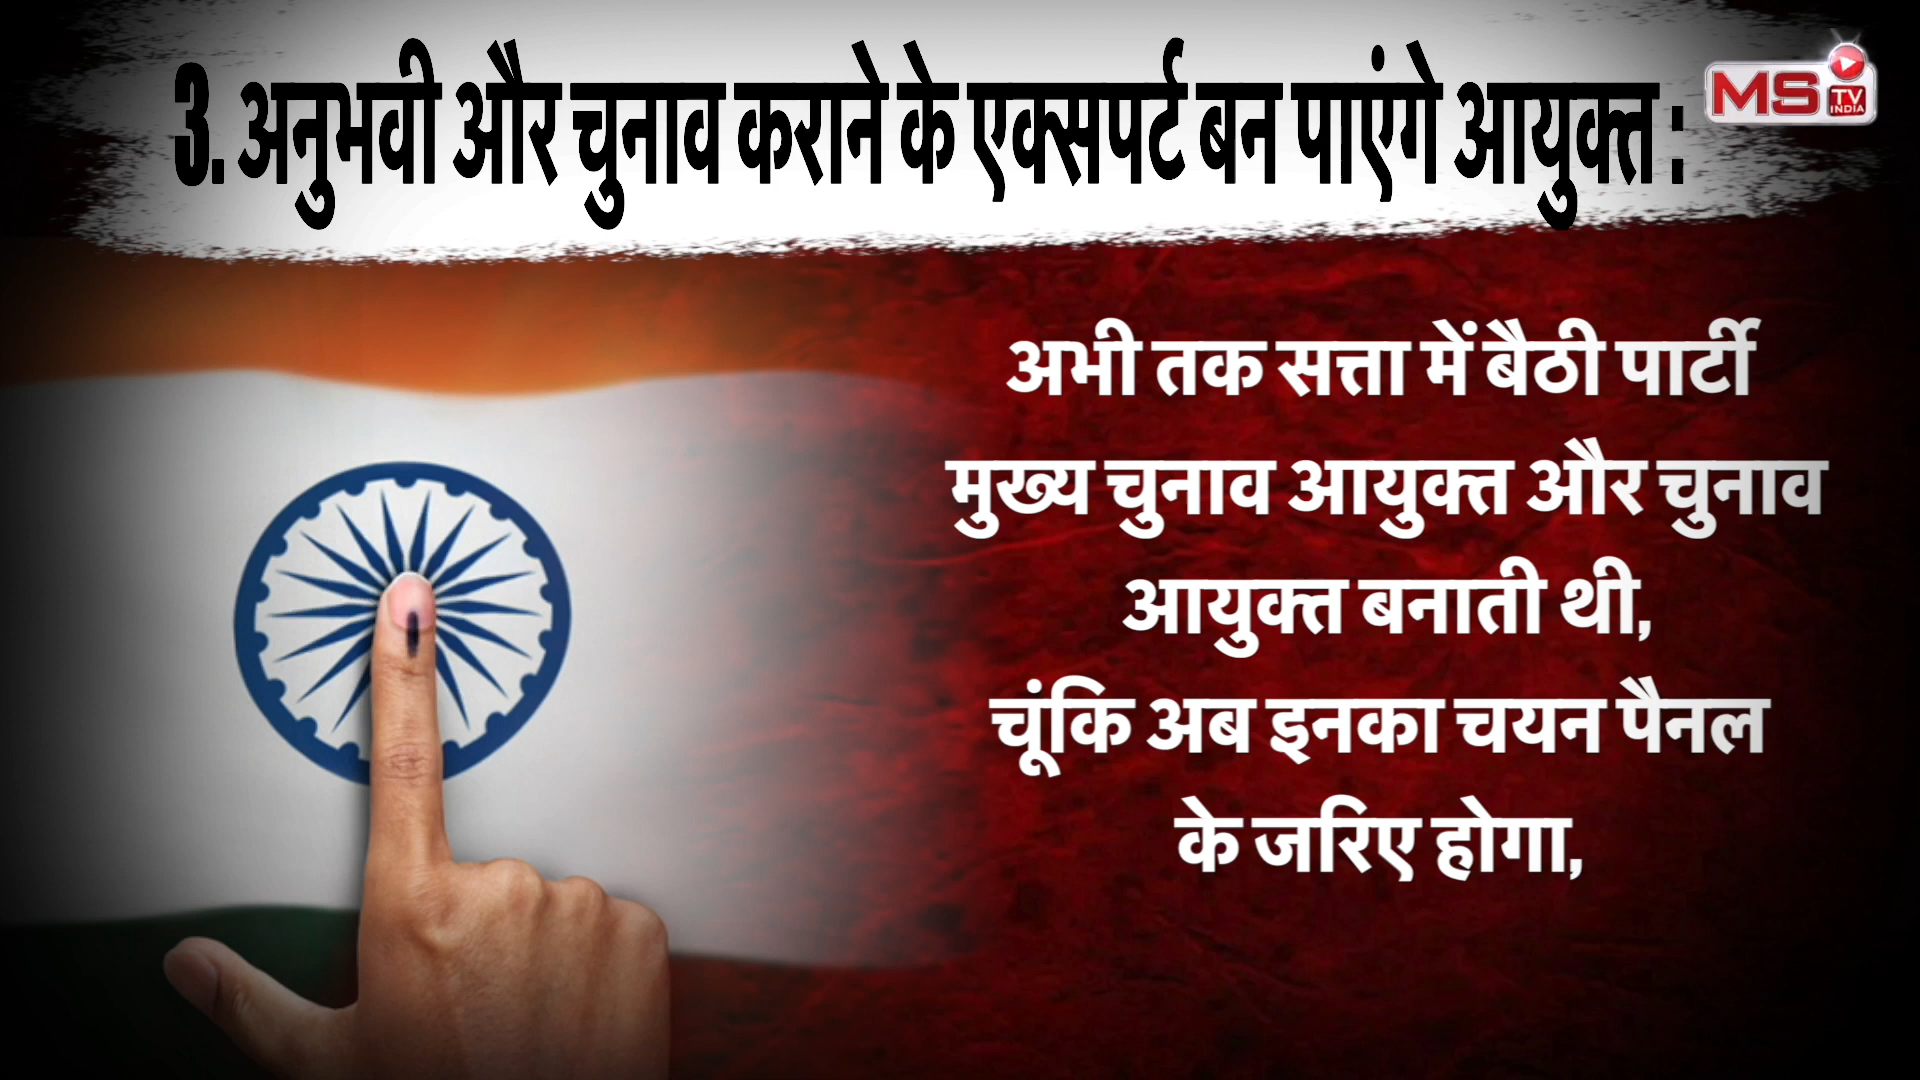 3. अनुभवी और चुनाव कराने के एक्सपर्ट बन पाएंगे आयुक्त :
MS TV INDIA
अभी तक सत्ता में बैठी पार्टी
मुख्य चुनाव आयुक्त और चुनाव
आयुक्त बनाती थी,
चूंकि अब इनका चयन पैनल
के जरिए होगा,